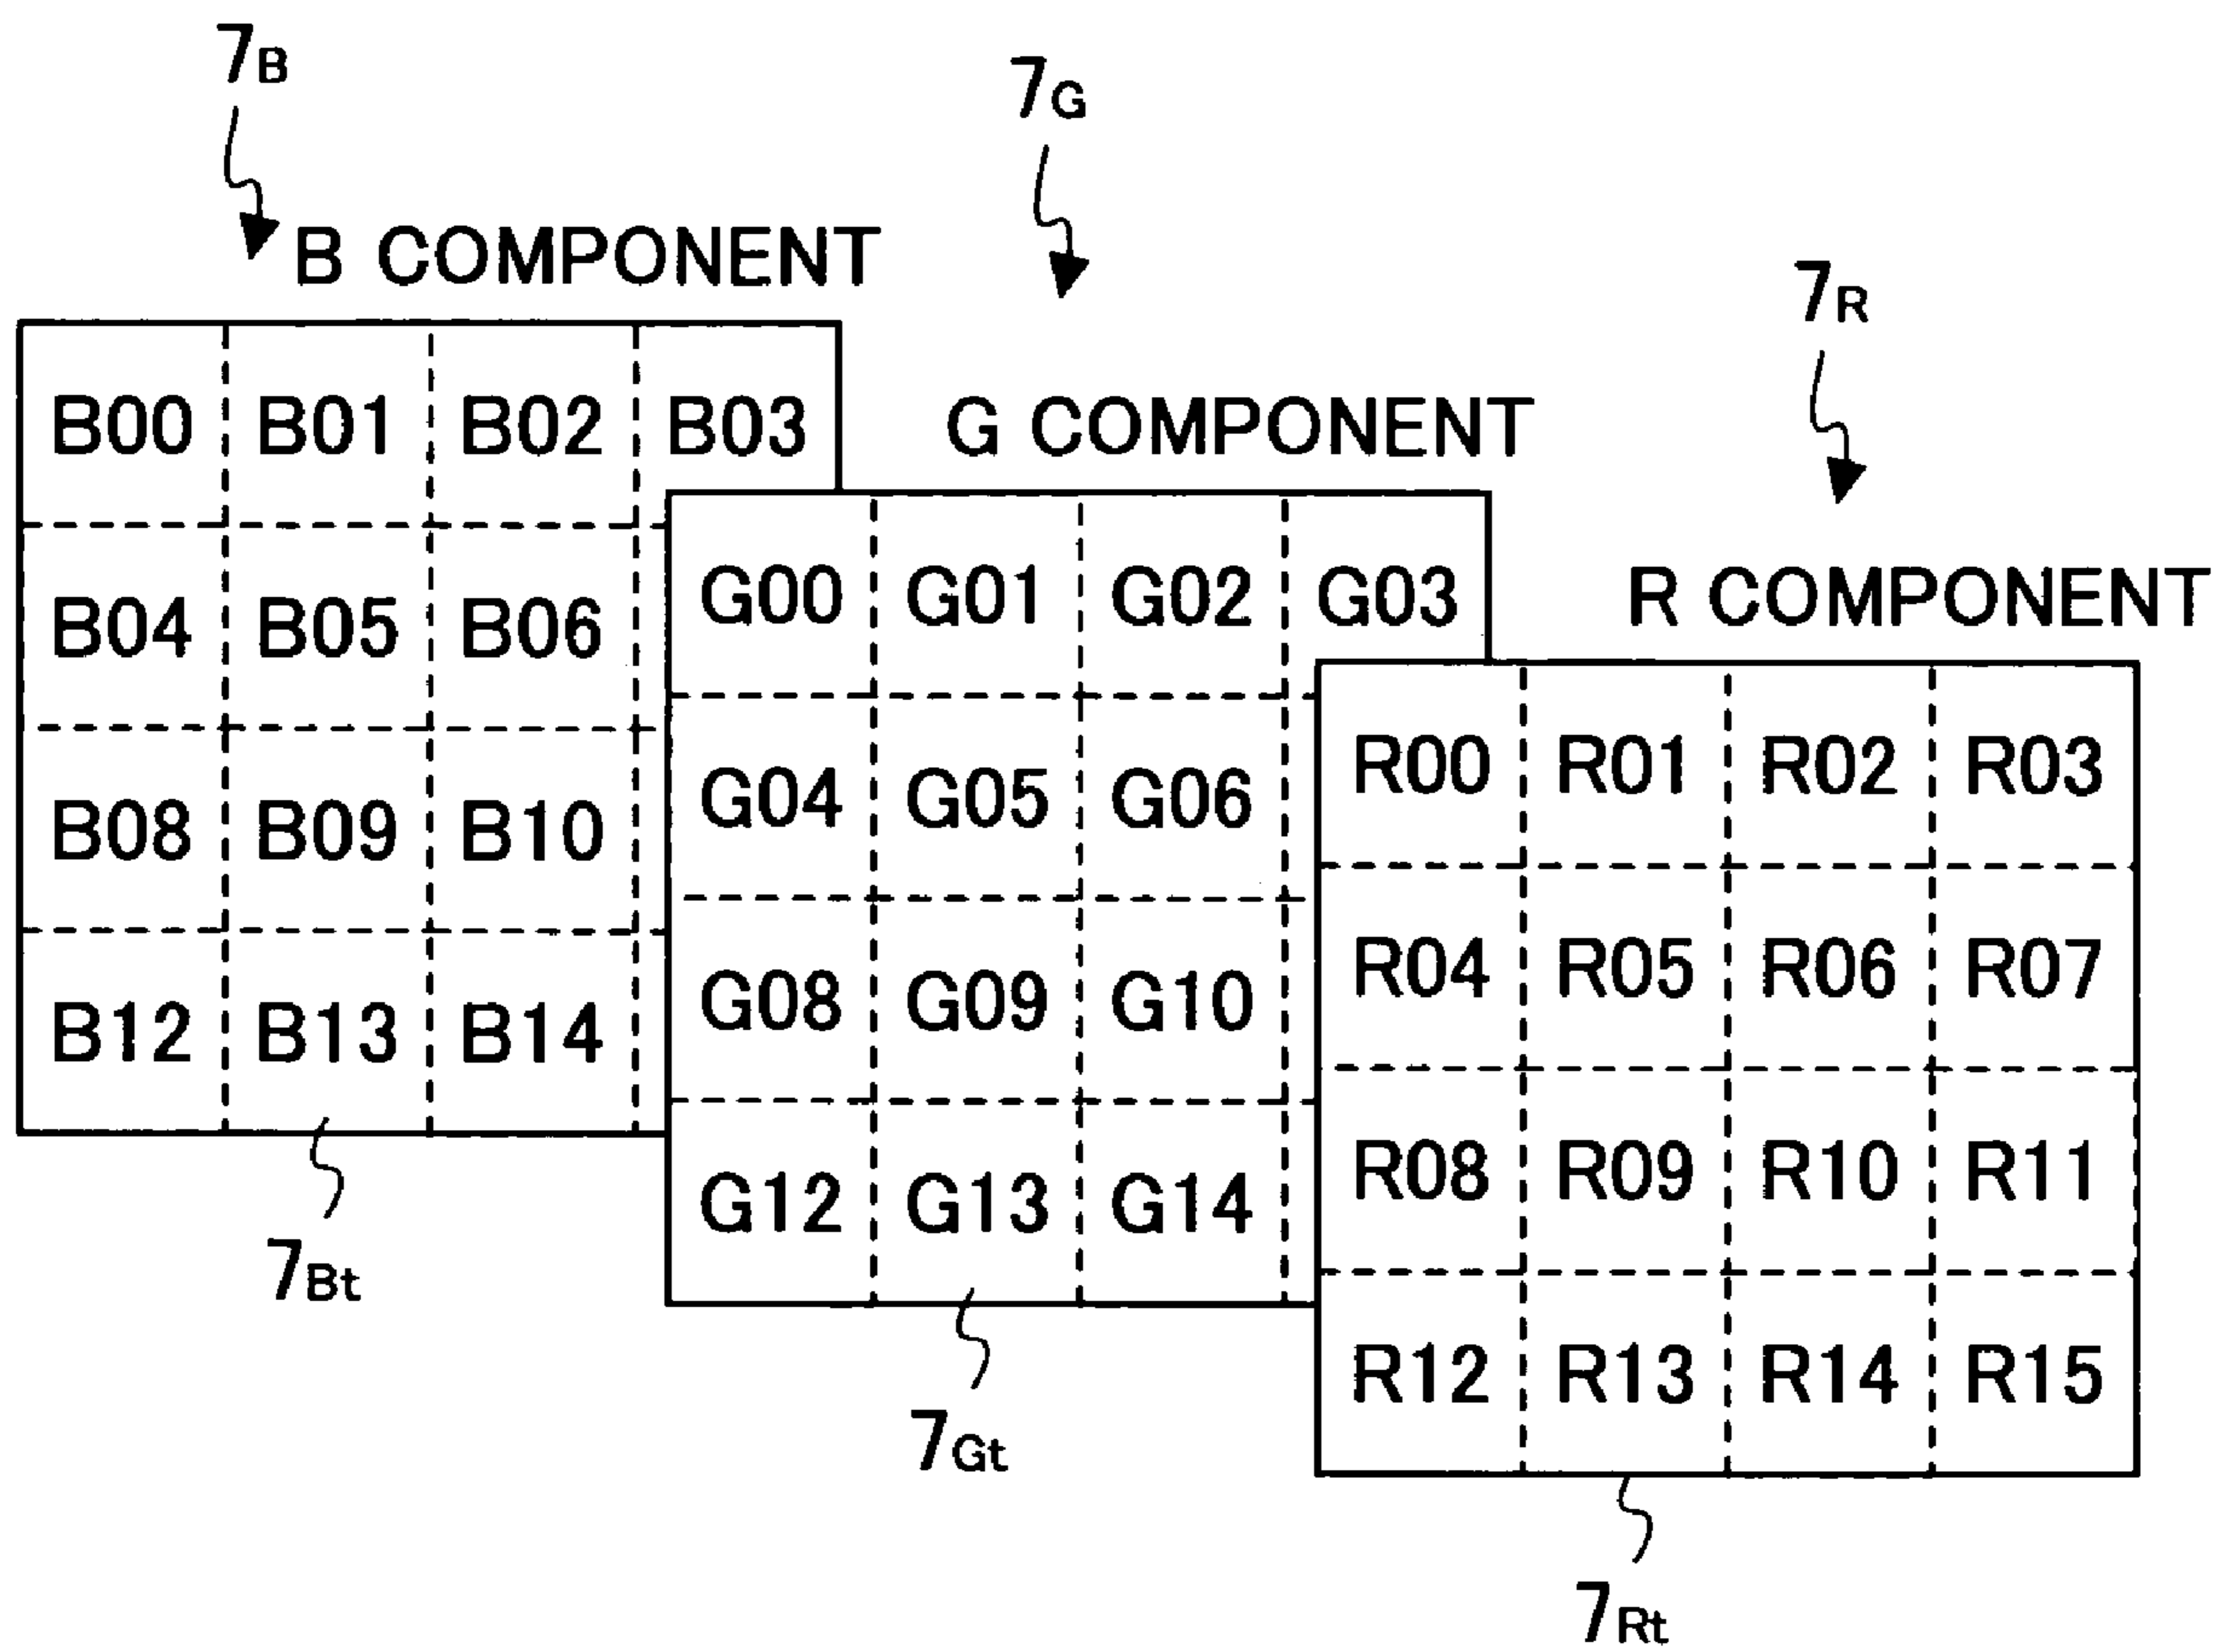 7B
7G
B COMPONENT
7R
B00 B01 B02 B03
G COMPONENT
B04 B05 B06
G00 G01 G02 G03
R COMPONENT
B08 B09 B10
G04 G05 G06
R00 R01 R02 R03
B12 B13 B14
G08 G09 G10
R04 R05 R06 R07
7Bt
G12 G13 G14
R08 R09 R10 R11
7Gt
R12 R13 R14 R15
7Rt